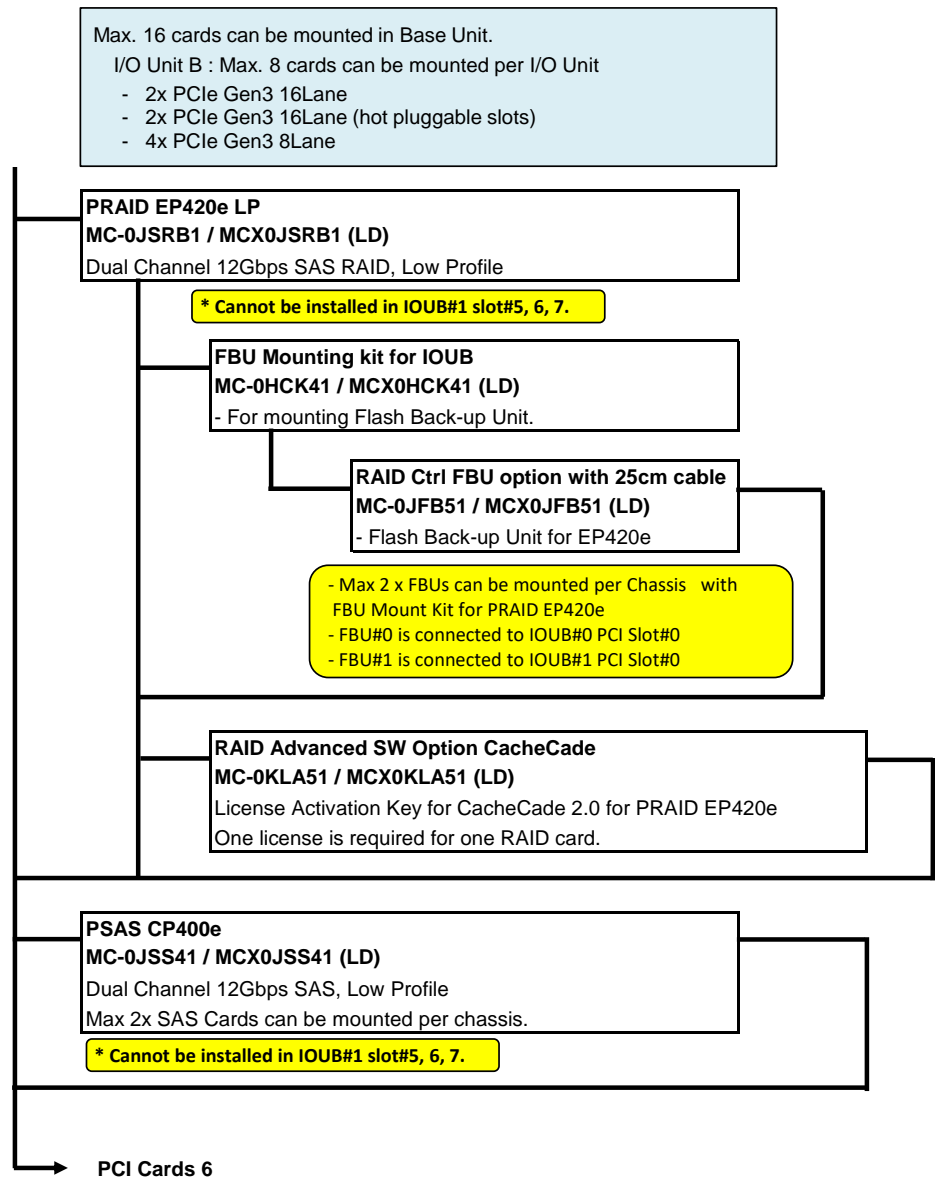 Max. 16 cards can be mounted in Base Unit.
I/O Unit B : Max. 8 cards can be mounted per I/O Unit
- 2x PCIe Gen3 16Lane
- 2x PCIe Gen3 16Lane (hot pluggable slots)
- 4x PCIe Gen3 8Lane
PRAID EP420e LP
MC-0JSRB1 / MCX0JSRB1 (LD)
Dual Channel 12Gbps SAS RAID, Low Profile
* Cannot be installed in IOUB#1 slot#5, 6, 7.
FBU Mounting kit for IOUB
MC-0HCK41 / MCX0HCK41 (LD)
- For mounting Flash Back-up Unit.
RAID Ctrl FBU option with 25cm cable
MC-0JFB51 / MCX0JFB51 (LD)
- Flash Back-up Unit for EP420e
- Max 2 x FBUs can be mounted per Chassis with
FBU Mount Kit for PRAID EP420e
- FBU#0 is connected to IOUB#0 PCI Slot#0
- FBU#1 is connected to IOUB#1 PCI Slot#0
RAID Advanced SW Option CacheCade
MC-0KLA51 / MCX0KLA51 (LD)
License Activation Key for CacheCade 2.0 for PRAID EP420e
One license is required for one RAID card.
PSAS CP400e
MC-0JSS41 / MCX0JSS41 (LD)
Dual Channel 12Gbps SAS, Low Profile
Max 2x SAS Cards can be mounted per chassis.
* Cannot be installed in IOUB#1 slot#5, 6, 7.
PCI Cards 6